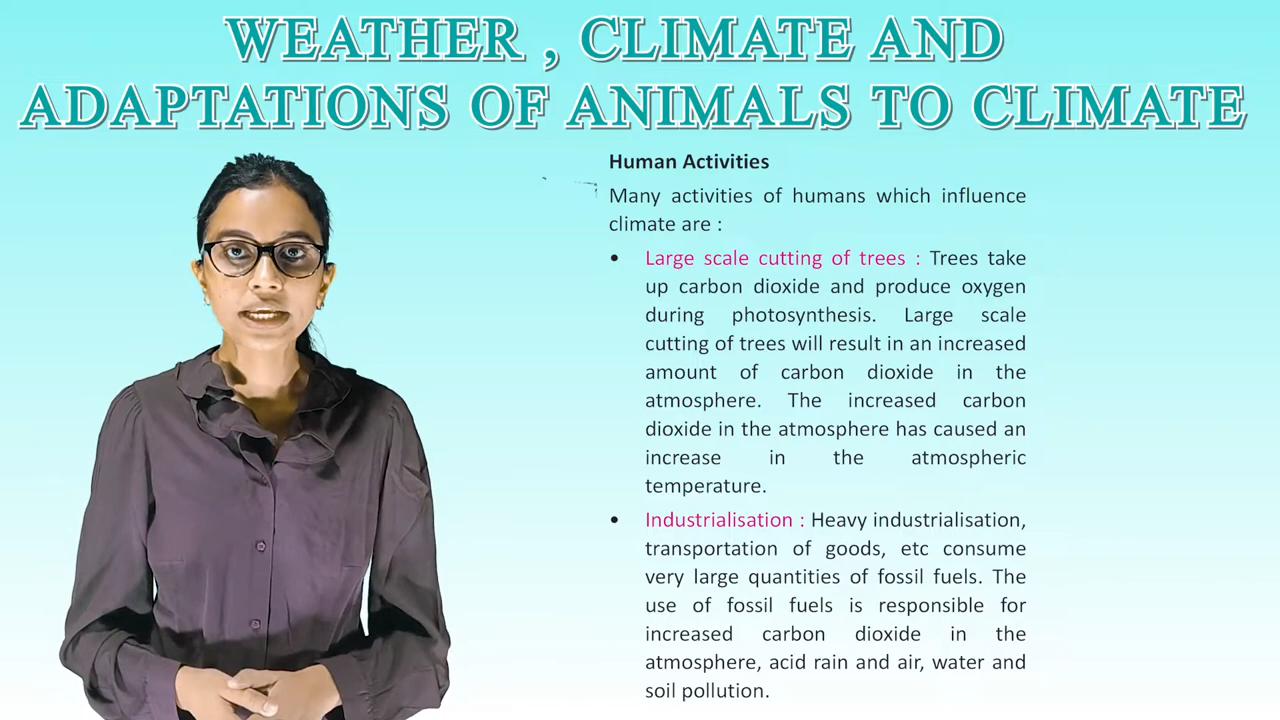 WEATHER , CLIMATE AND
ADAPTATIONS OF ANIMALS TO CLIMATE
Human Activities
Many activities of humans which influence
climate are :
• Large scale cutting of trees : Trees take
up carbon dioxide and produce oxygen
during photosynthesis. Large scale
cutting of trees will result in an increased
amount of carbon dioxide in the
atmosphere. The increased carbon
dioxide in the atmosphere has caused an
increase in the atmospheric
temperature.
• Industrialisation : Heavy industrialisation,
transportation of goods, etc consume
very large quantities of fossil fuels. The
use of fossil fuels is responsible for
increased carbon dioxide in the
atmosphere, acid rain and air, water and
soil pollution.